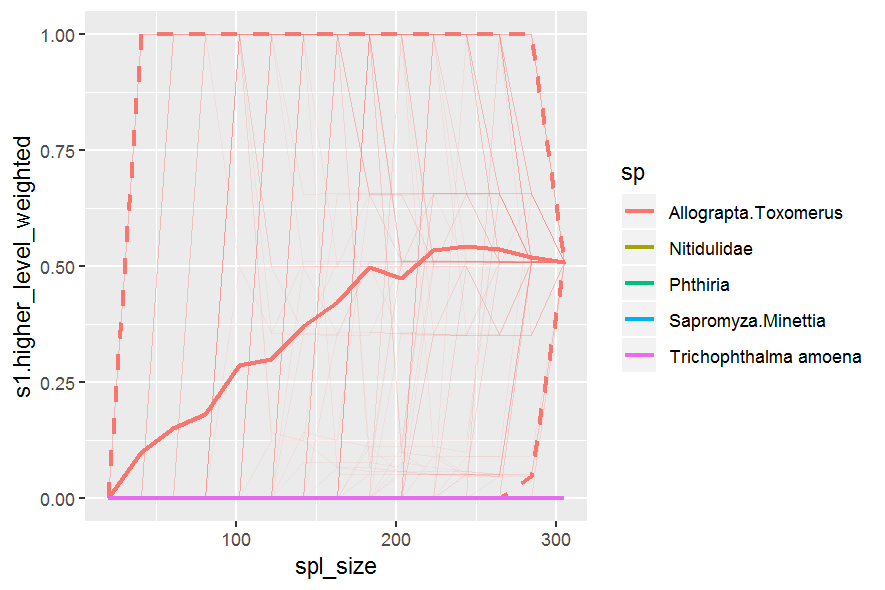 s1.higher_level_weighted
1.00
0.75
0.50
0.25
0.00
100
200
300
spl_size
sp
Allograpta.Toxomerus
Nitidulidae
Phthiria
Sapromyza.Minettia
Trichophthalma amoena